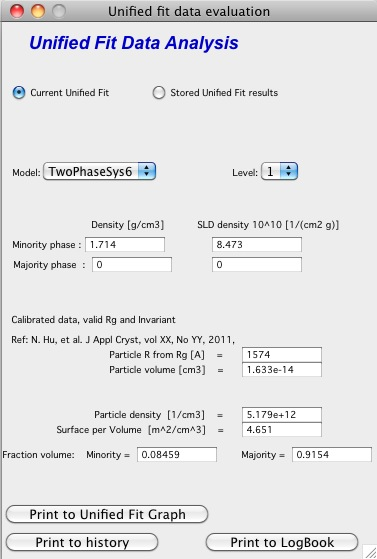 Unified fit data evaluation
Unified Fit Data Analysis
Current Unified Fit Stored Unified Fit results
Model: TwoPhaseSys6 Level: 1
Density [g/cm3] SLD density 10^10 [1/(cm2 g)]
Minority phase : 1.714 8.473
Majority phase : 0 0
Calibrated data, valid Rg and Invariant
Ref: N. Hu, et al. J Appl Cryst, vol XX, No YY, 2011,
Particle R from Rg [A] = 1574
Particle volume [cm3] = 1.633e-14
Particle density [1/cm3] = 5.179e+12
Surface per Volume [m^2/cm^3] = 4.651
Fraction volume: Minority = 0.08459 Majority = 0.9154
Print to Unified Fit Graph
Print to history Print to LogBook